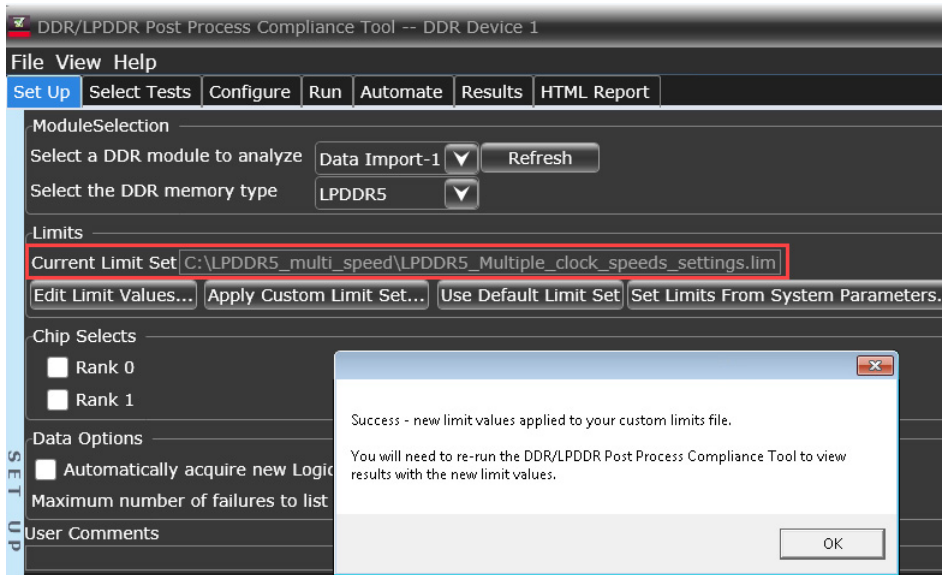 DDR/LPDDR Post Process Compliance Tool -- DDR Device 1
File View Help
Set Up Select Tests Configure Run Automate Results HTML Report
ModuleSelection
Select a DDR module to analyze Data Import-1 Refresh
Select the DDR memory type LPDDR5
Limits
Current Limit Set C:\LPDDR5_multi_speed\LPDDR5_Multiple_clock_speeds_settings.lim
Edit Limit Values... Apply Custom Limit Set... Use Default Limit Set Set Limits From System Parameters.
Chip Selects
Rank 0
Rank 1
Data Options
Automatically acquire new Logic
Maximum number of failures to list
User Comments
SET UP
Success - new limit values applied to your custom limits file.
You will need to re-run the DDR/LPDDR Post Process Compliance Tool to view
results with the new limit values.
OK